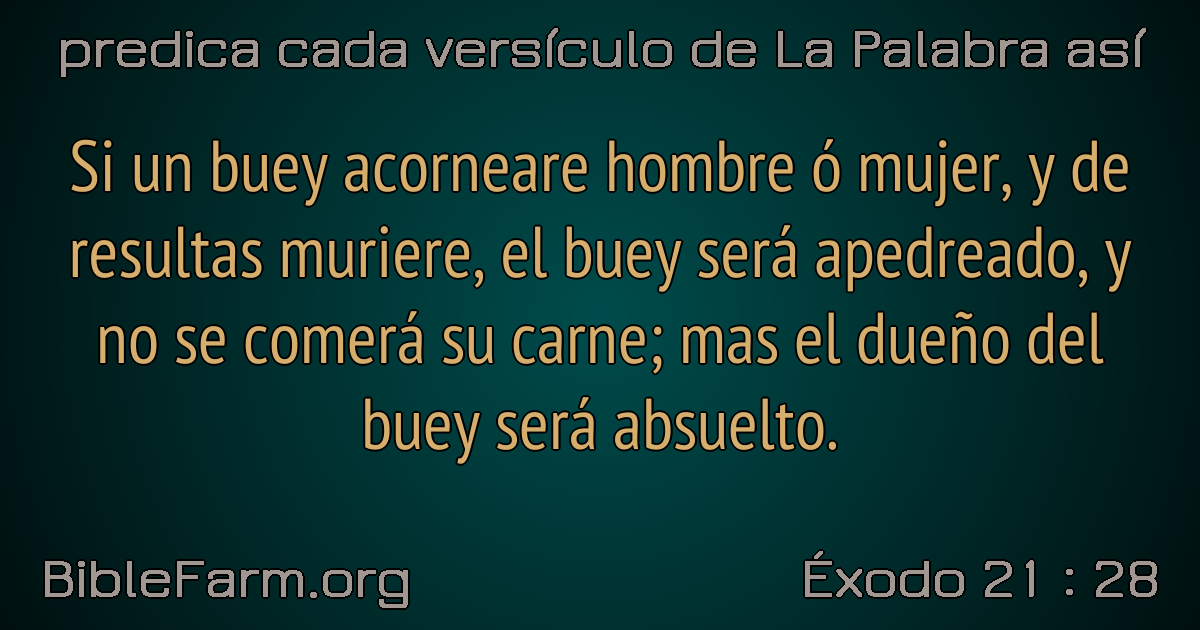 predica cada versículo de La Palabra así
Si un buey acorneare hombre ó mujer, y de
resultas muriere, el buey será apedreado, y
no se comerá su carne; mas el dueño del
buey será absuelto.
BibleFarm.org
Éxodo 21 : 28